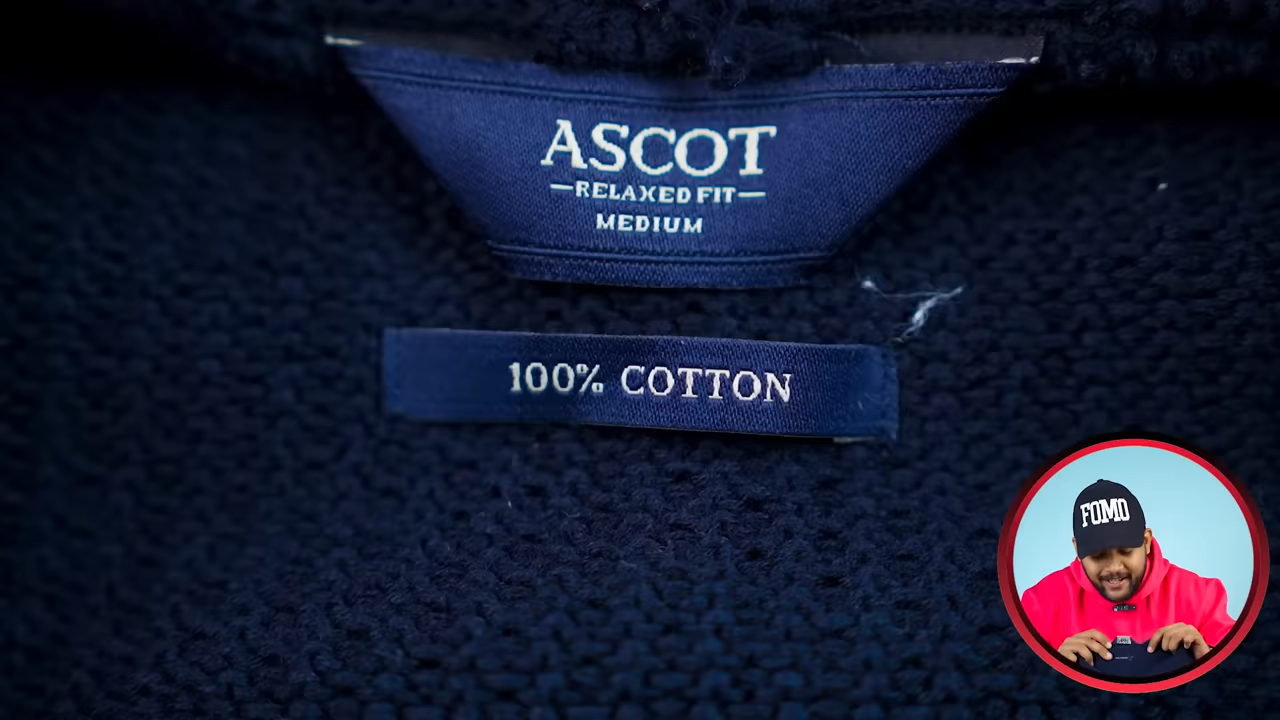 ASCOT
RELAXED FIT
MEDIUM
100% COTTON
FOMO